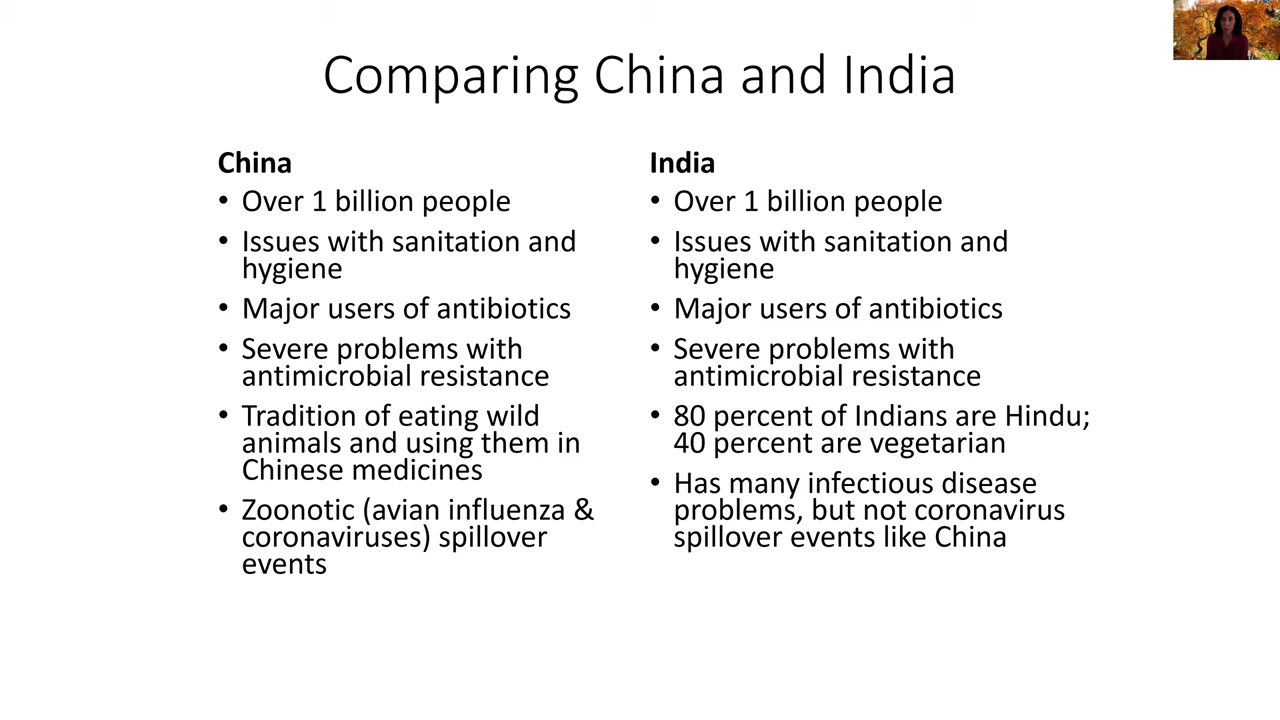 Comparing China and India
China
• Over 1 billion people
• Issues with sanitation and
hygiene
• Major users of antibiotics
• Severe problems with
antimicrobial resistance
• Tradition of eating wild
animals and using them in
Chinese medicines
• Zoonotic (avian influenza &
coronaviruses) spillover
events
India
• Over 1 billion people
• Issues with sanitation and
hygiene
• Major users of antibiotics
• Severe problems with
antimicrobial resistance
• 80 percent of Indians are Hindu;
40 percent are vegetarian
• Has many infectious disease
problems, but not coronavirus
spillover events like China